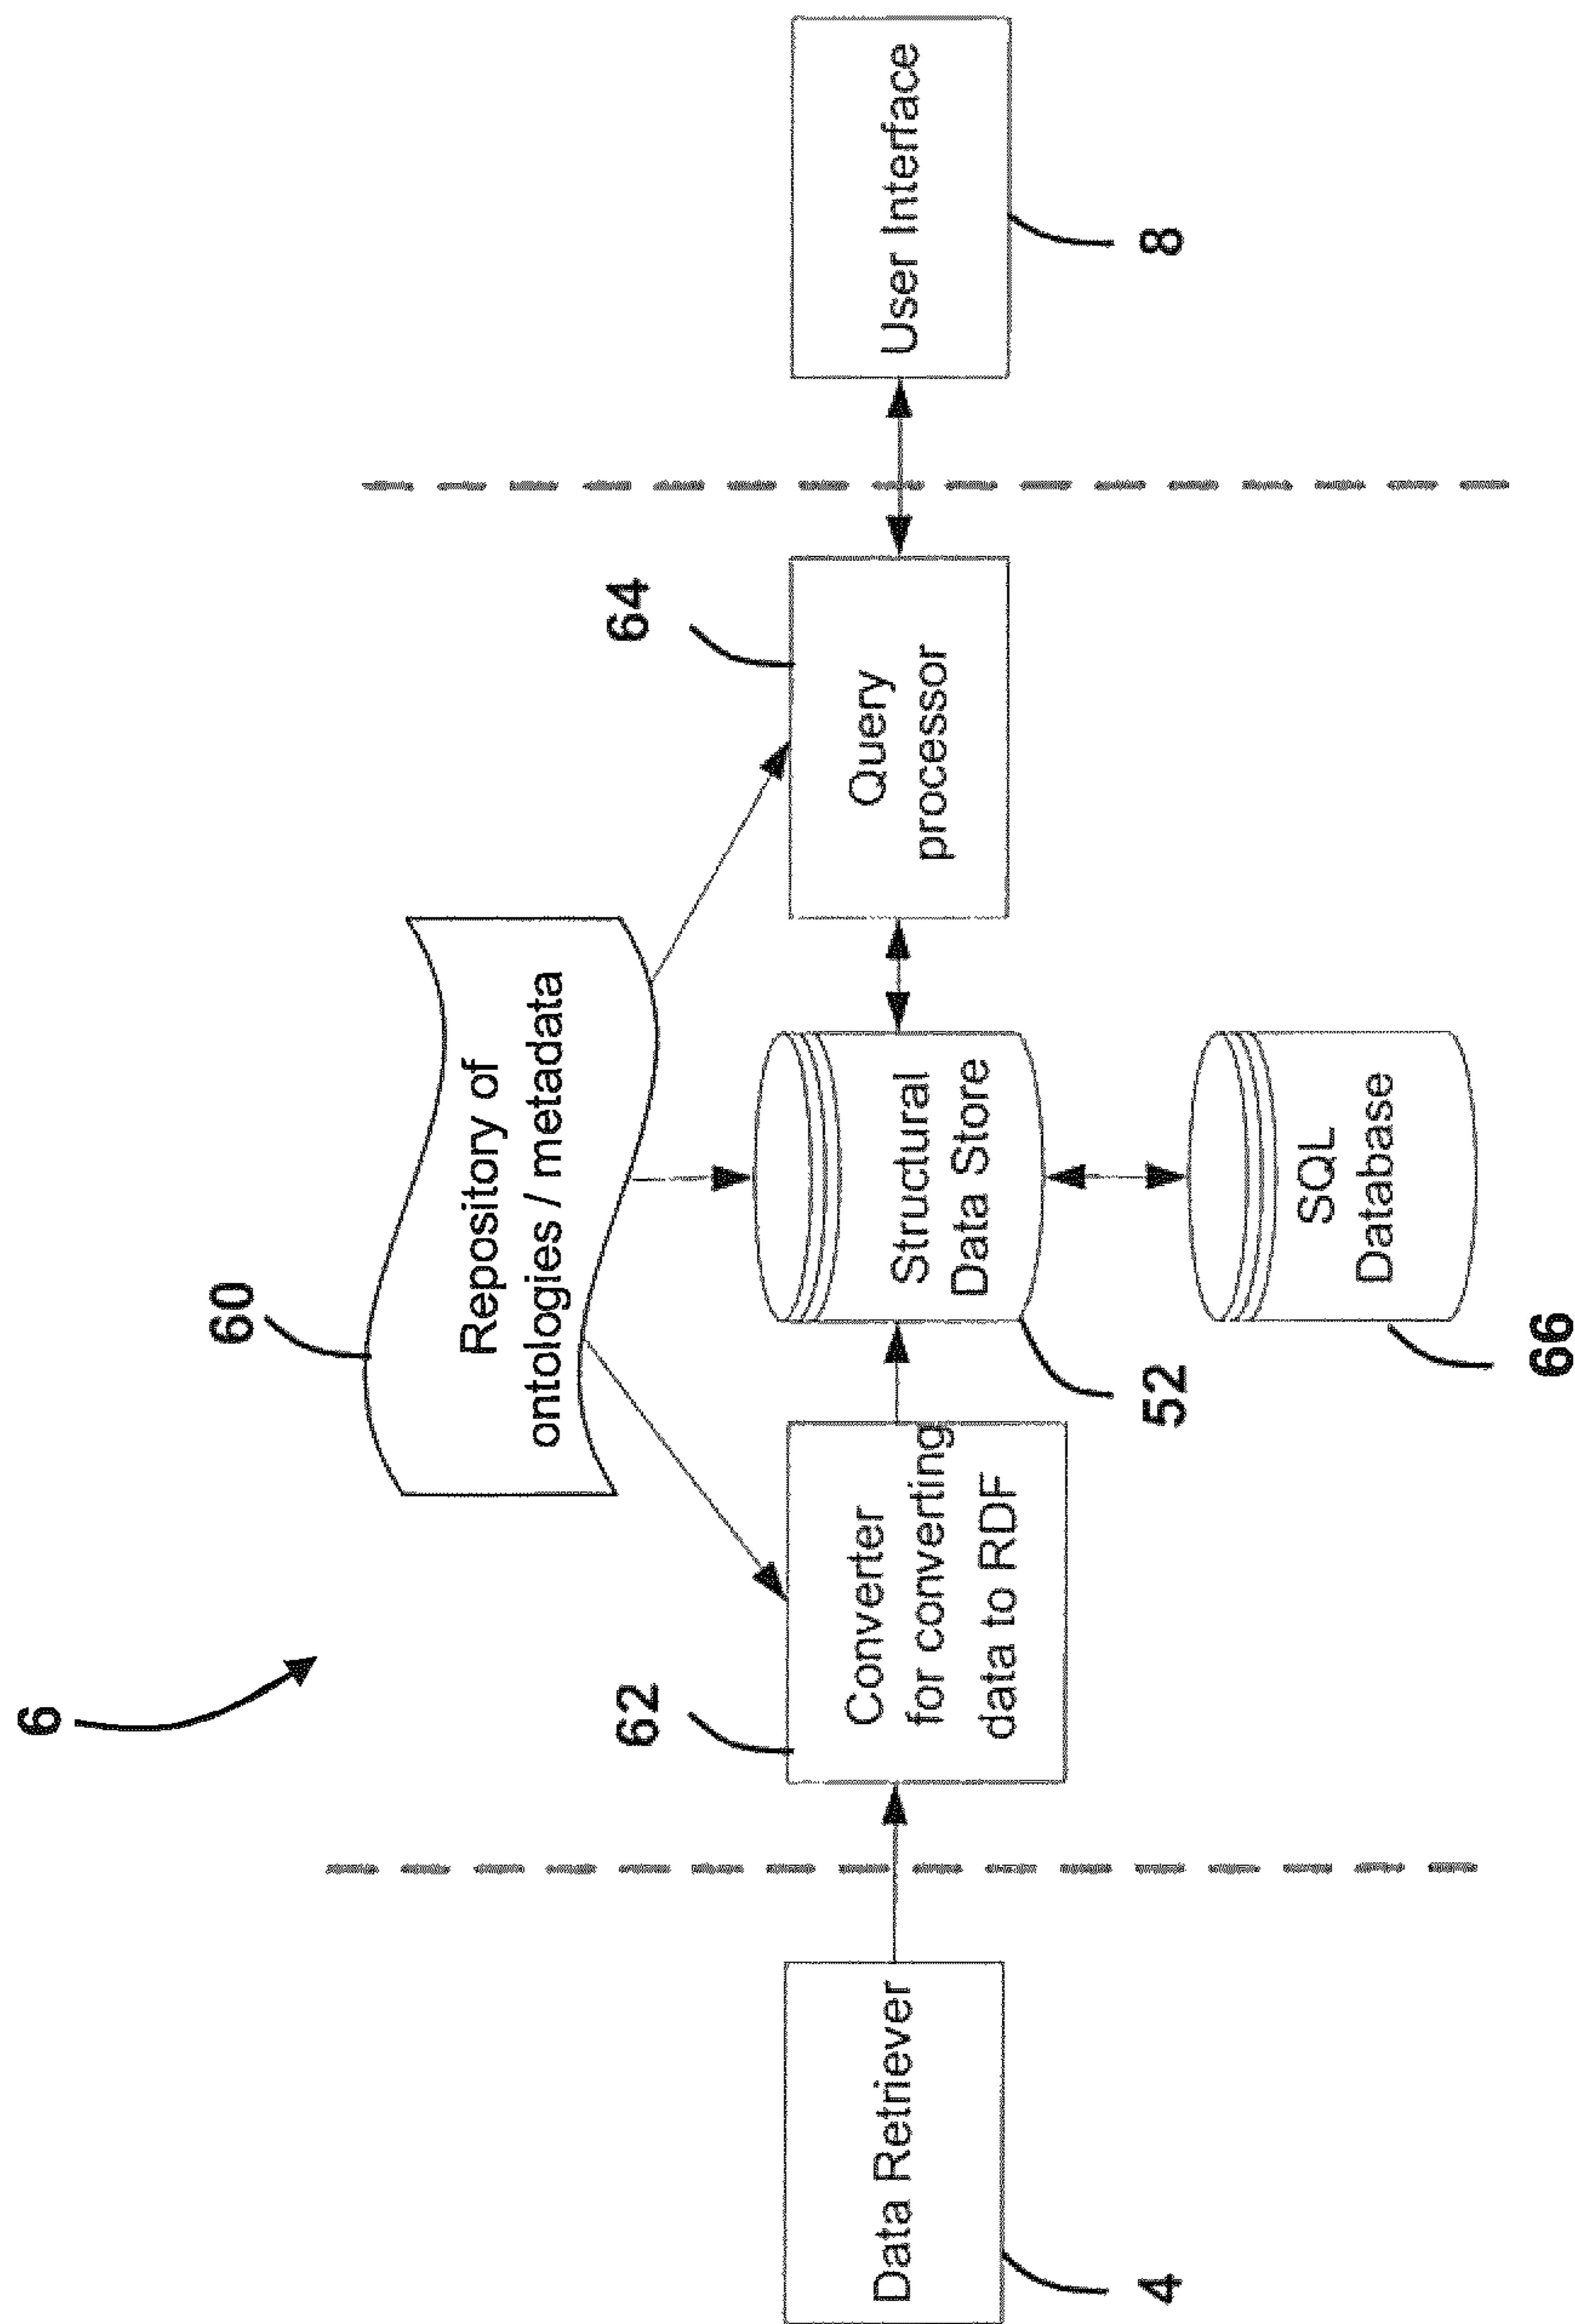 6
60
Repository of
ontologies / metadata
62
64
Data Retriever
Converter
for converting
data to RDF
Structural
Data Store
Query
processor
User Interface
4
52
8
SQL
Database
66